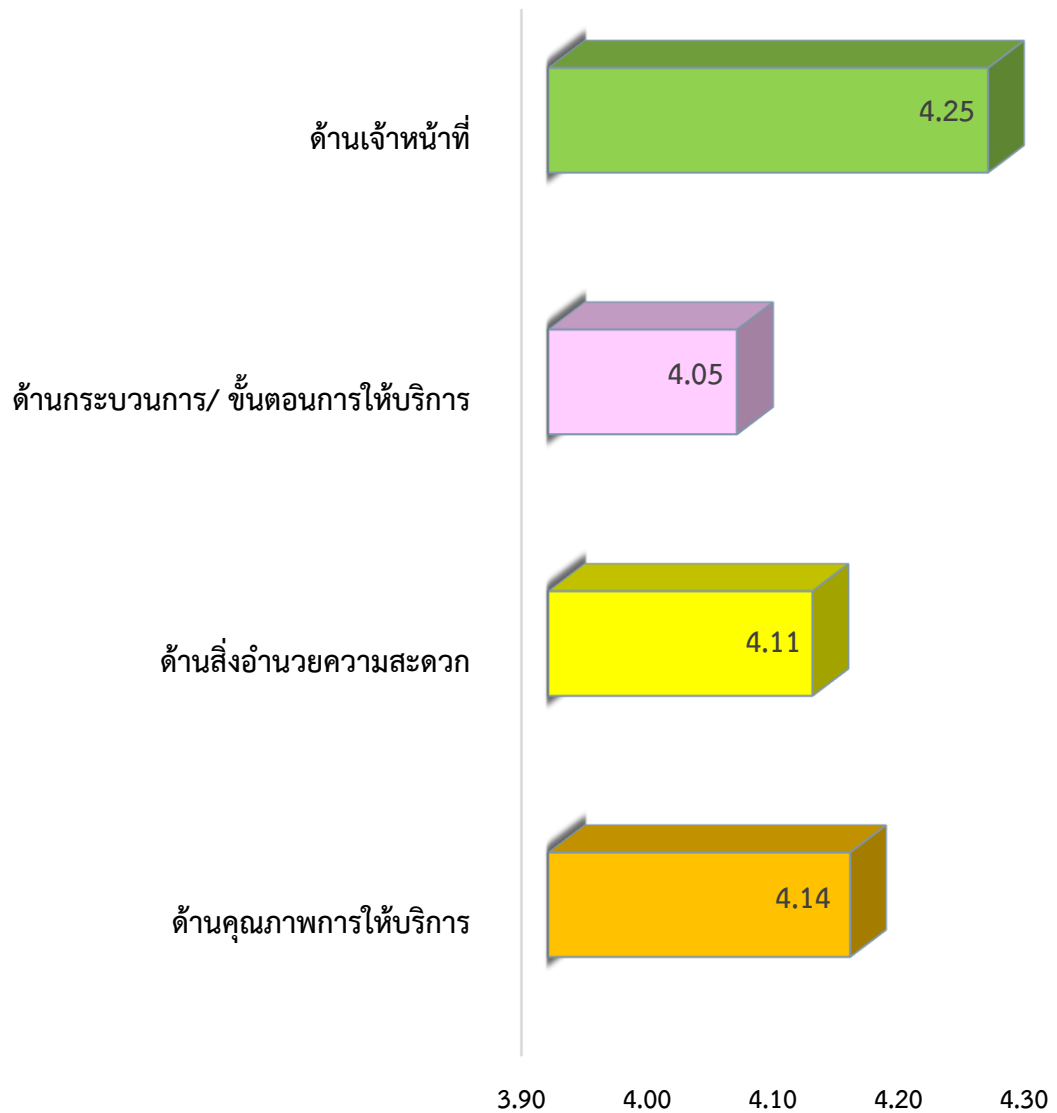 ด้านเจ้าหน้าที่
4.25
ด้านกระบวนการ/ ขั้นตอนการให้บริการ
4.05
ด้านสิ่งอำนวยความสะดวก
4.11
ด้านคุณภาพการให้บริการ
4.14
3.90 4.00 4.10 4.20 4.30